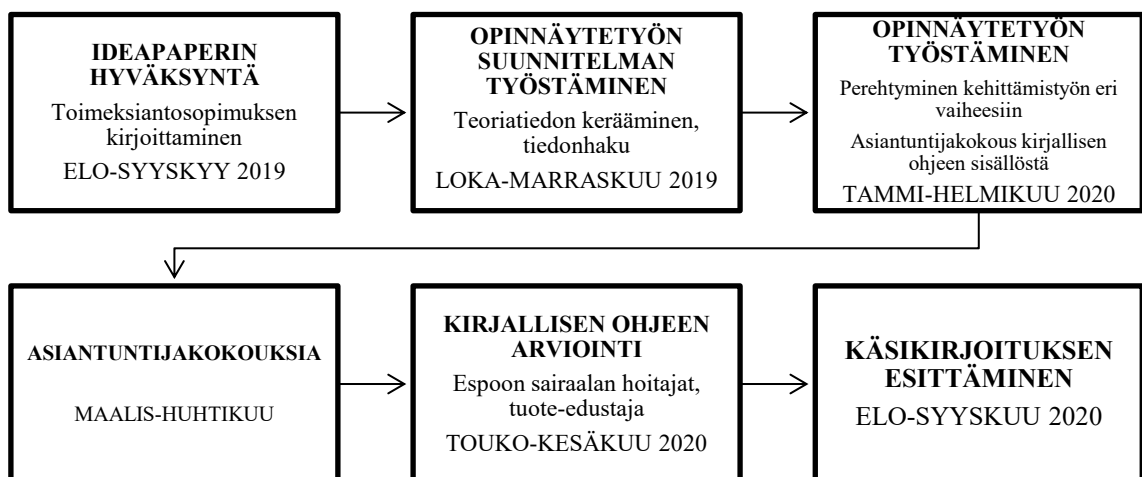 IDEAPAPERIN
HYVÄKSYNTÄ
Toimeksiantosopimuksen
kirjoittaminen
ELO-SYYSKYY 2019
OPINNÄYTETYÖN
SUUNNITELMAN
TYÖSTÄMINEN
Teoriatiedon kerääminen,
tiedonhaku
LOKA-MARRASKUU 2019
OPINNÄYTETYÖN
TYÖSTÄMINEN
Perehtyminen kehittämistyön eri
vaiheesiin
Asiantuntijakokous kirjallisen
ohjeen sisällöstä
TAMMI-HELMIKUU 2020
ASIANTUNTIJAKOKOUKSIA
MAALIS-HUHTIKUU
KIRJALLISEN OHJEEN
ARVIOINTI
Espoon sairaalan hoitajat,
tuote-edustaja
TOUKO-KESÄKUU 2020
KÄSIKIRJOITUKSEN
ESITTÄMINEN
ELO-SYYSKUU 2020